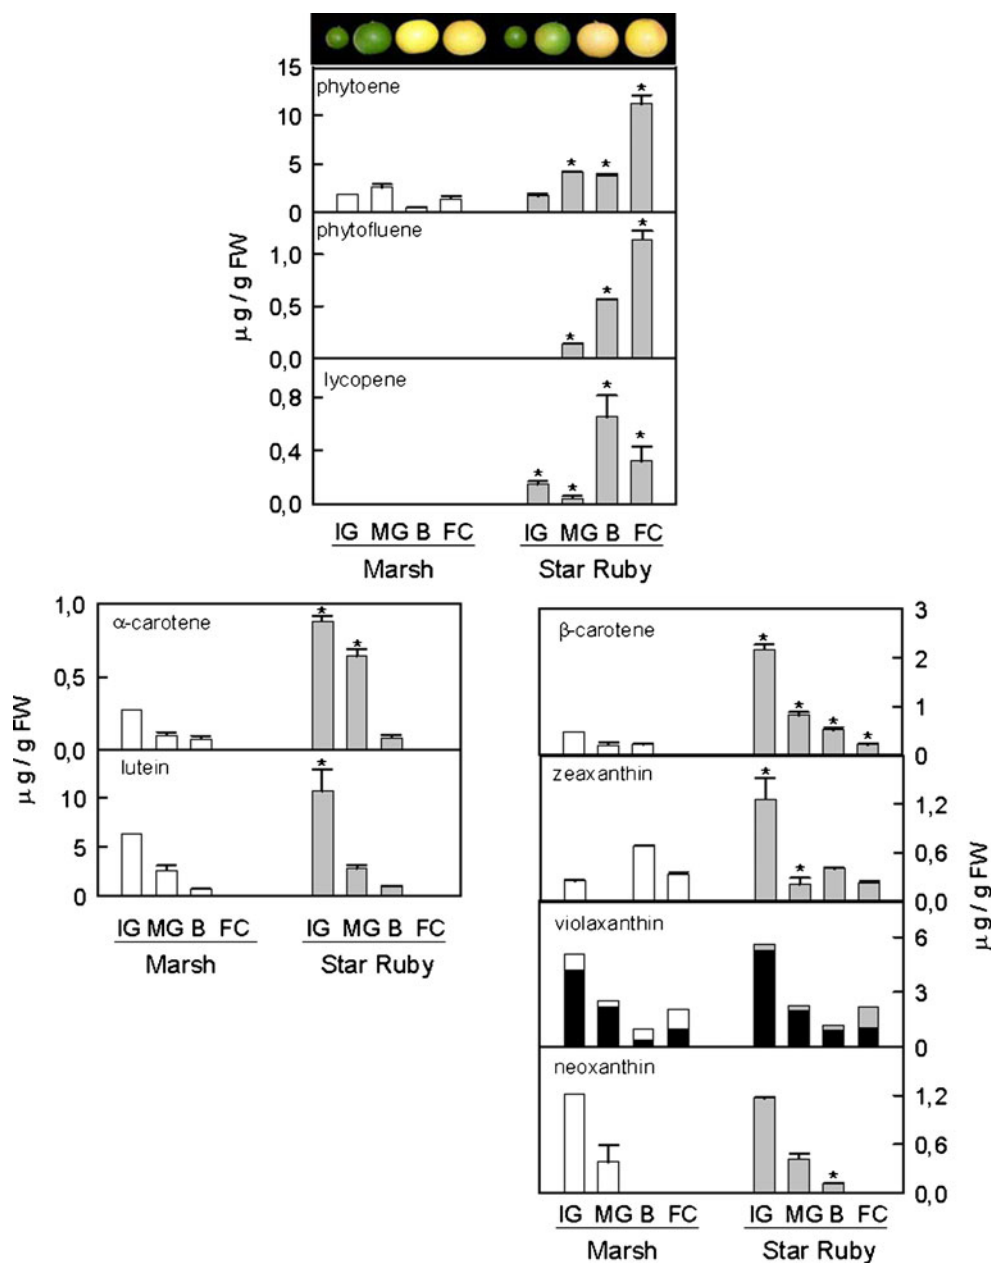 15
phytoene
10
5
0
phytofluene
1,0
0,5
0,0
μg / g FW
lycopene
0,8
0,4
0,0
IG MG B FC IG MG B FC
Marsh Star Ruby
1,0
α-carotene
0,5
0,0
lutein
10
5
0
μg / g FW
IG MG B FC IG MG B FC
Marsh Star Ruby
β-carotene
3
2
1
0
zeaxanthin
1,2
0,6
0,0
μg / g FW
violaxanthin
6
3
0
neoxanthin
1,2
0,6
0,0
IG MG B FC IG MG B FC
Marsh Star Ruby